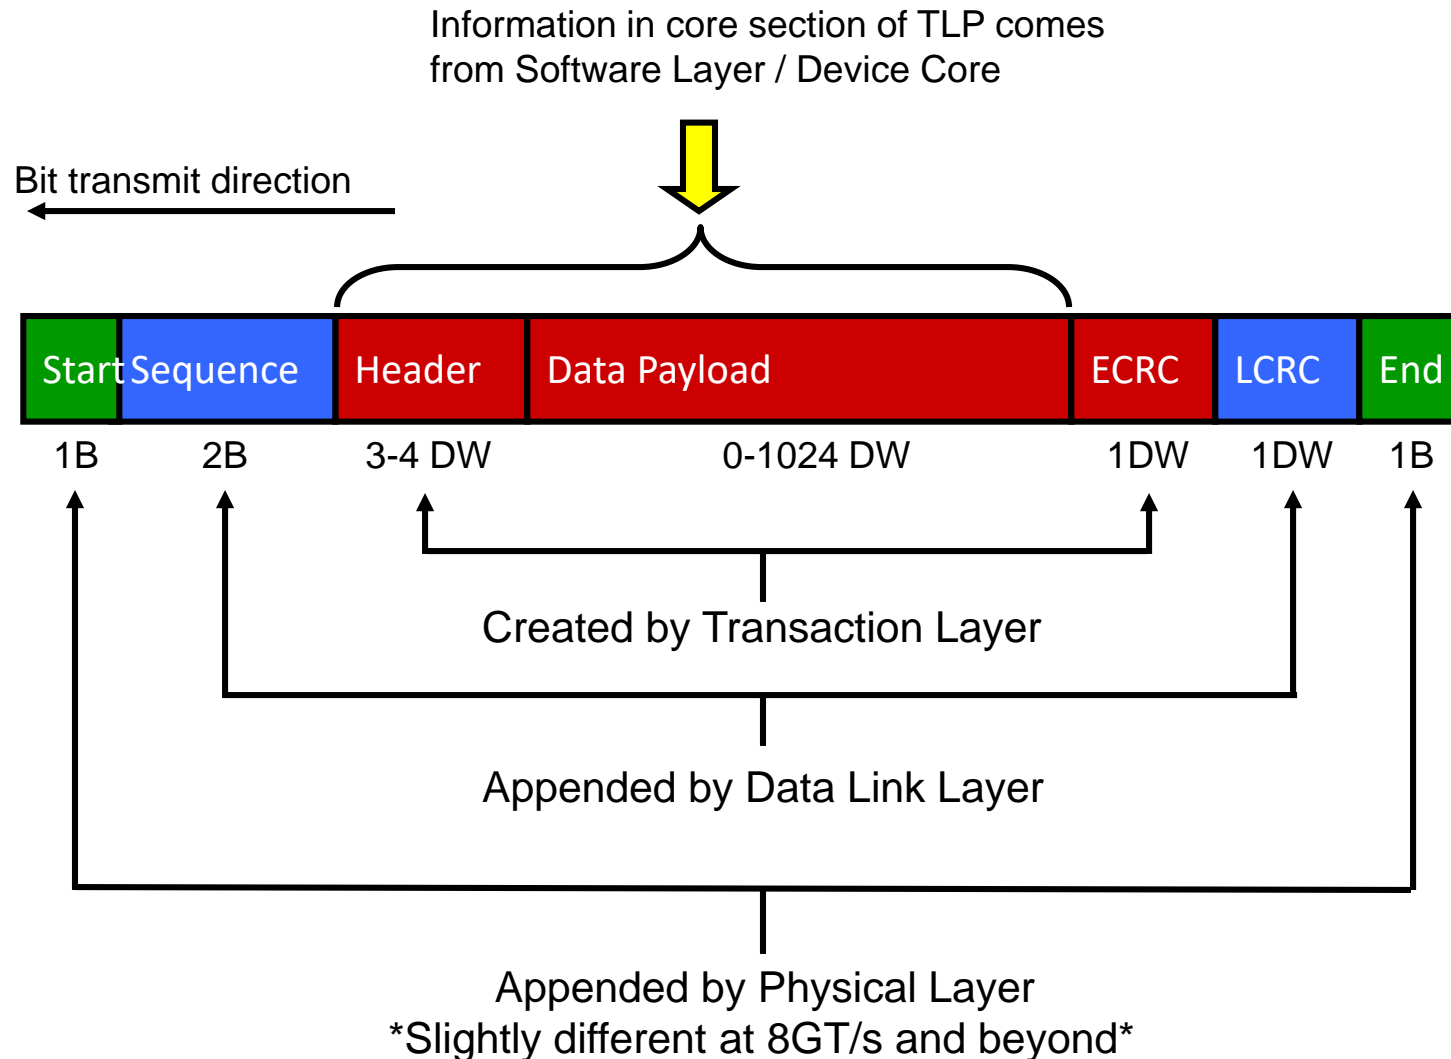 Information in core section of TLP comes
from Software Layer / Device Core
Bit transmit direction
Start Sequence Header Data Payload ECRC LCRC End
1B 2B 3-4 DW 0-1024 DW 1DW 1DW 1B
Created by Transaction Layer
Appended by Data Link Layer
Appended by Physical Layer
*Slightly different at 8GT/s and beyond*